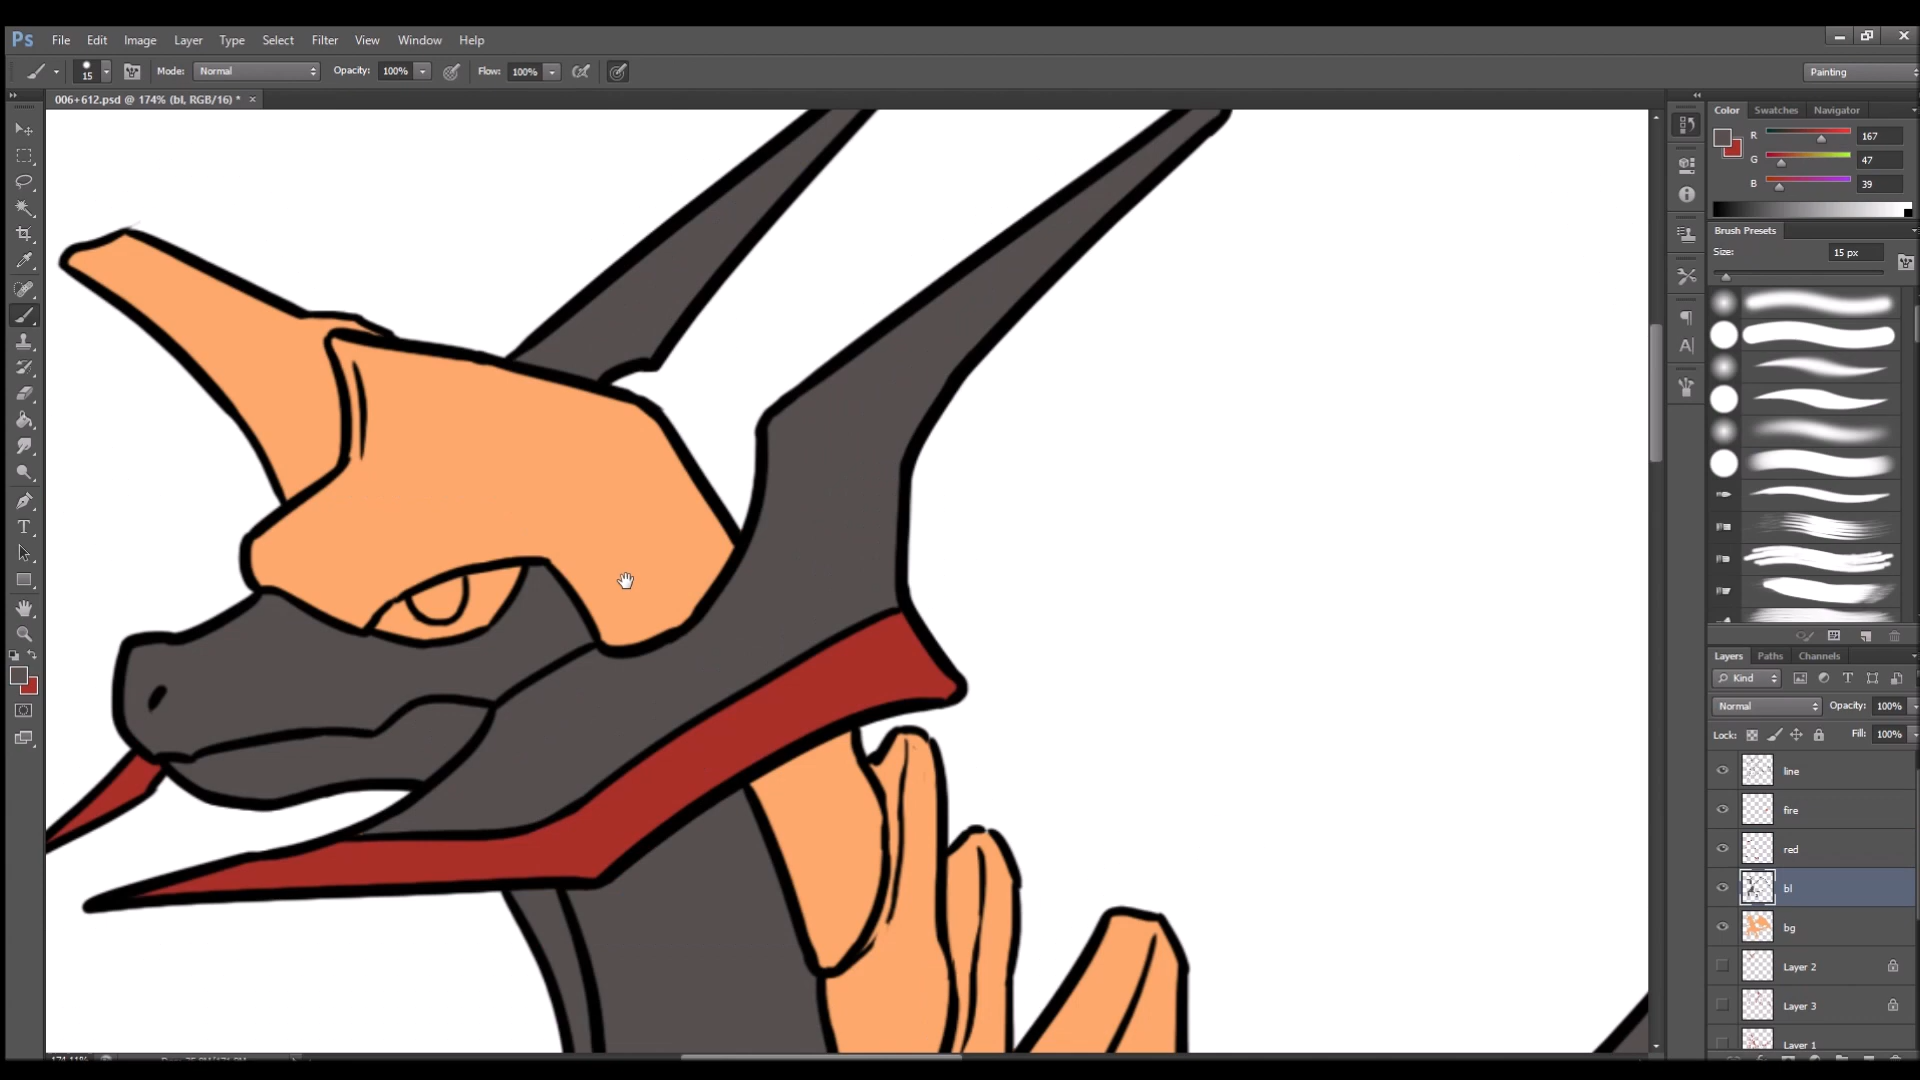 Ps File Edit Image Layer Type Select Filter View Window Help
15 Mode: Normal Opacity: 100% Flow: 100% Painting
006+612.psd @ 174% (bl, RGB/16) * ×
Color Swatches Navigator
R 167
G 47
B 39
Brush Presets
Size: 15 px
Layers Paths Channels
Kind
Normal Opacity: 100%
Lock: Fill: 100%
line
fire
red
bl
bg
Layer 2
Layer 3
Layer 1
174.11%